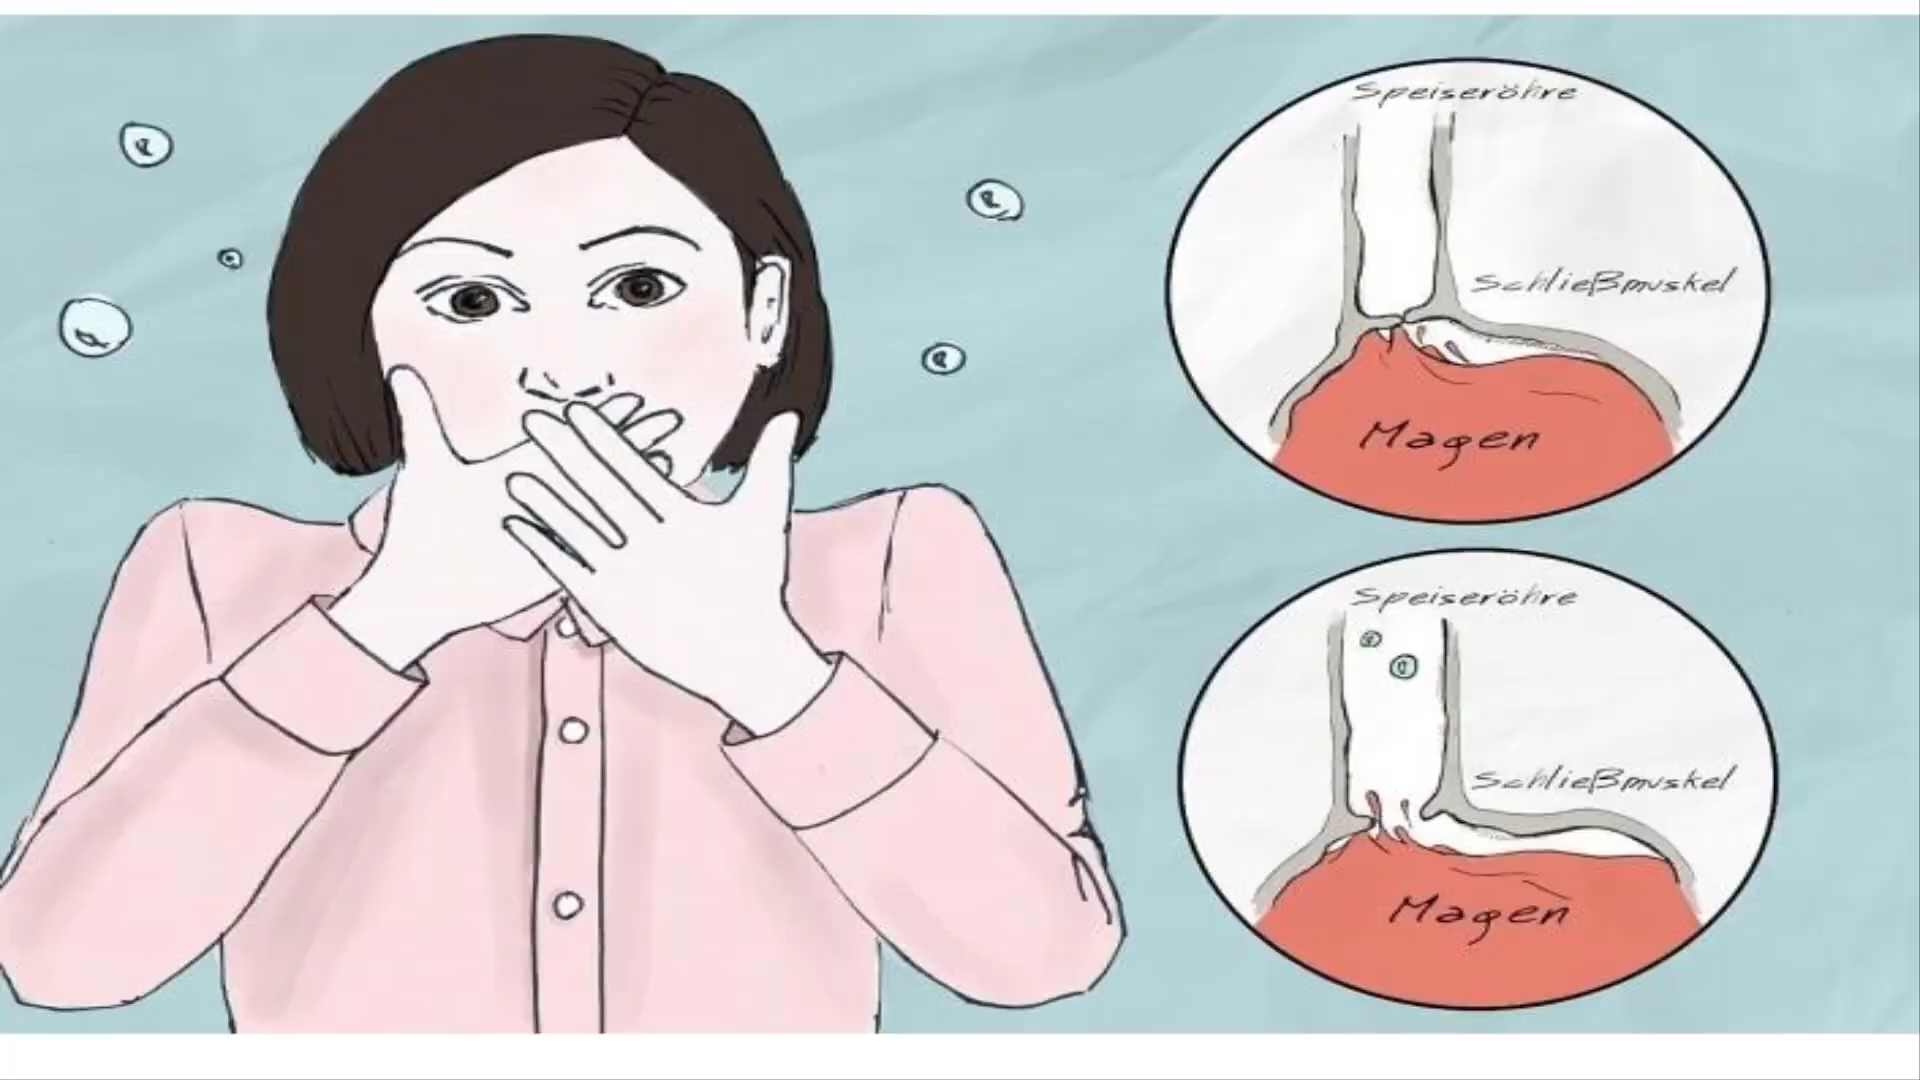 Speiseröhre
Schließmuskel
Magen
Speiseröhre
Schließmuskel
Magen